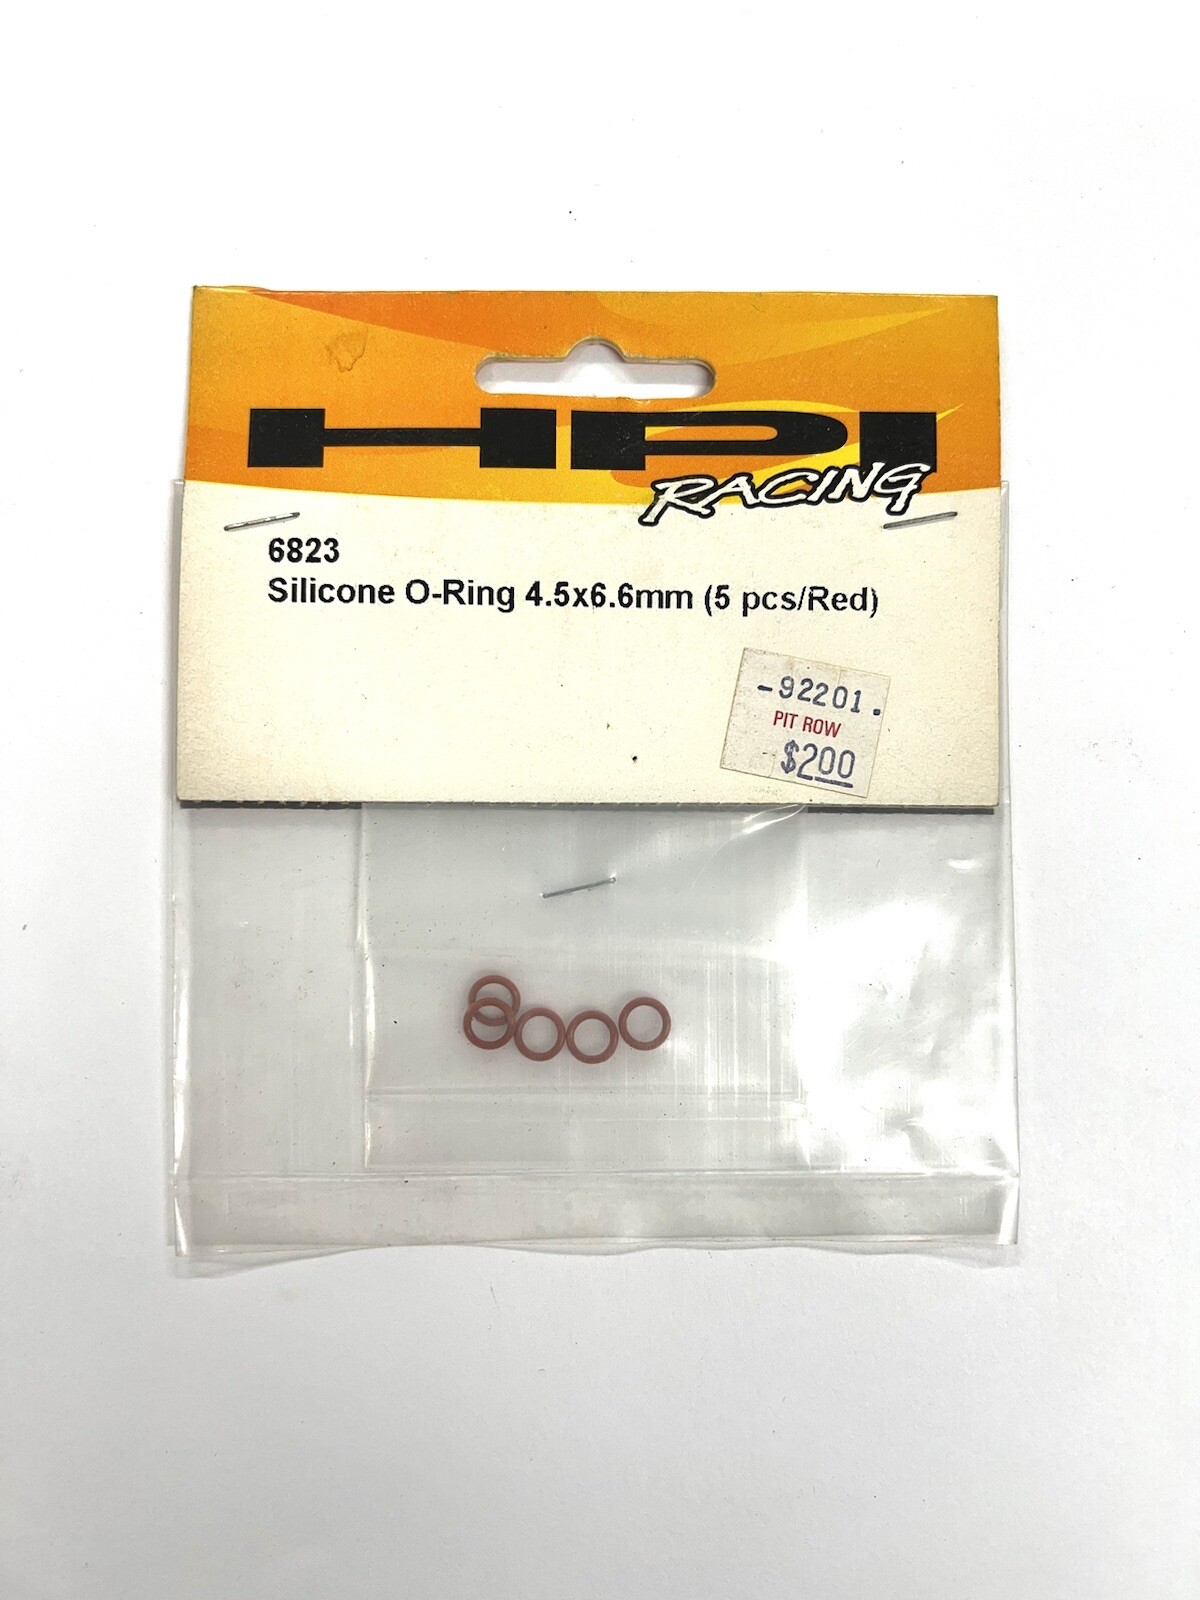 HPI
RACING
6823
Silicone O-Ring 4.5x6.6mm (5 pcs/Red)
-92201.
PIT ROW
$200